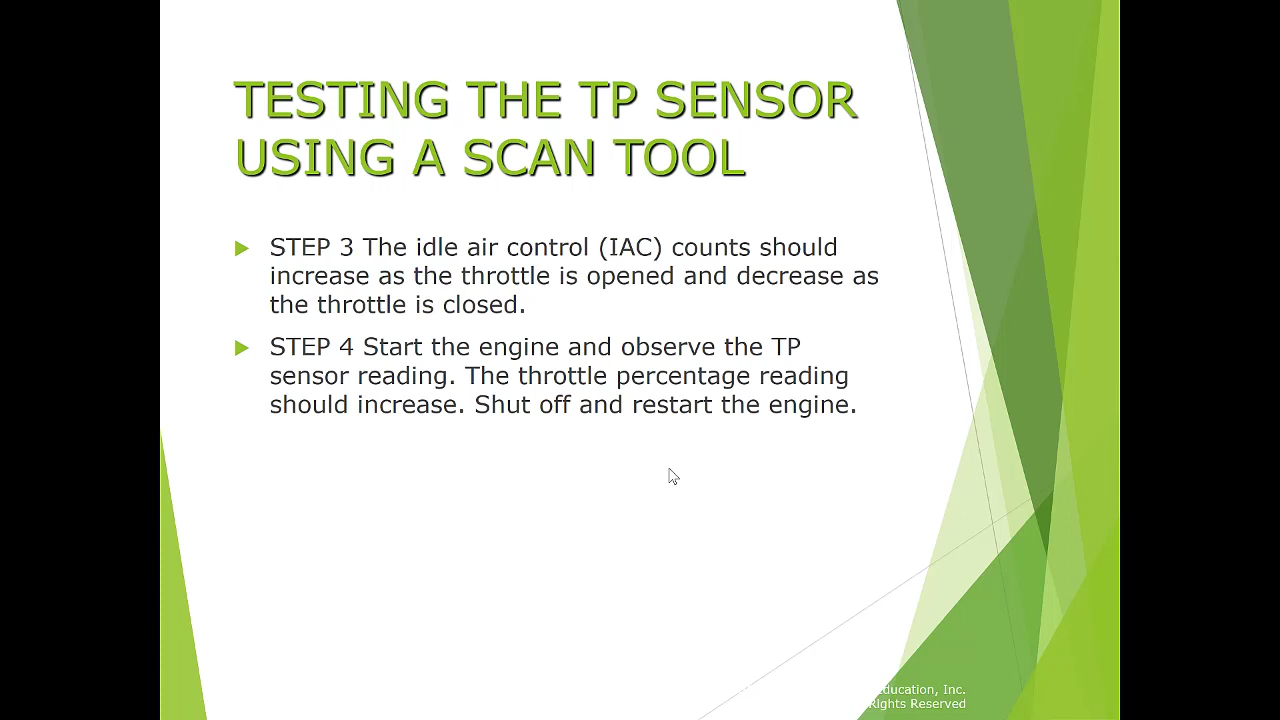 TESTING THE TP SENSOR
USING A SCAN TOOL
STEP 3 The idle air control (IAC) counts should
increase as the throttle is opened and decrease as
the throttle is closed.
STEP 4 Start the engine and observe the TP
sensor reading. The throttle percentage reading
should increase. Shut off and restart the engine.
Education, Inc.
Rights Reserved